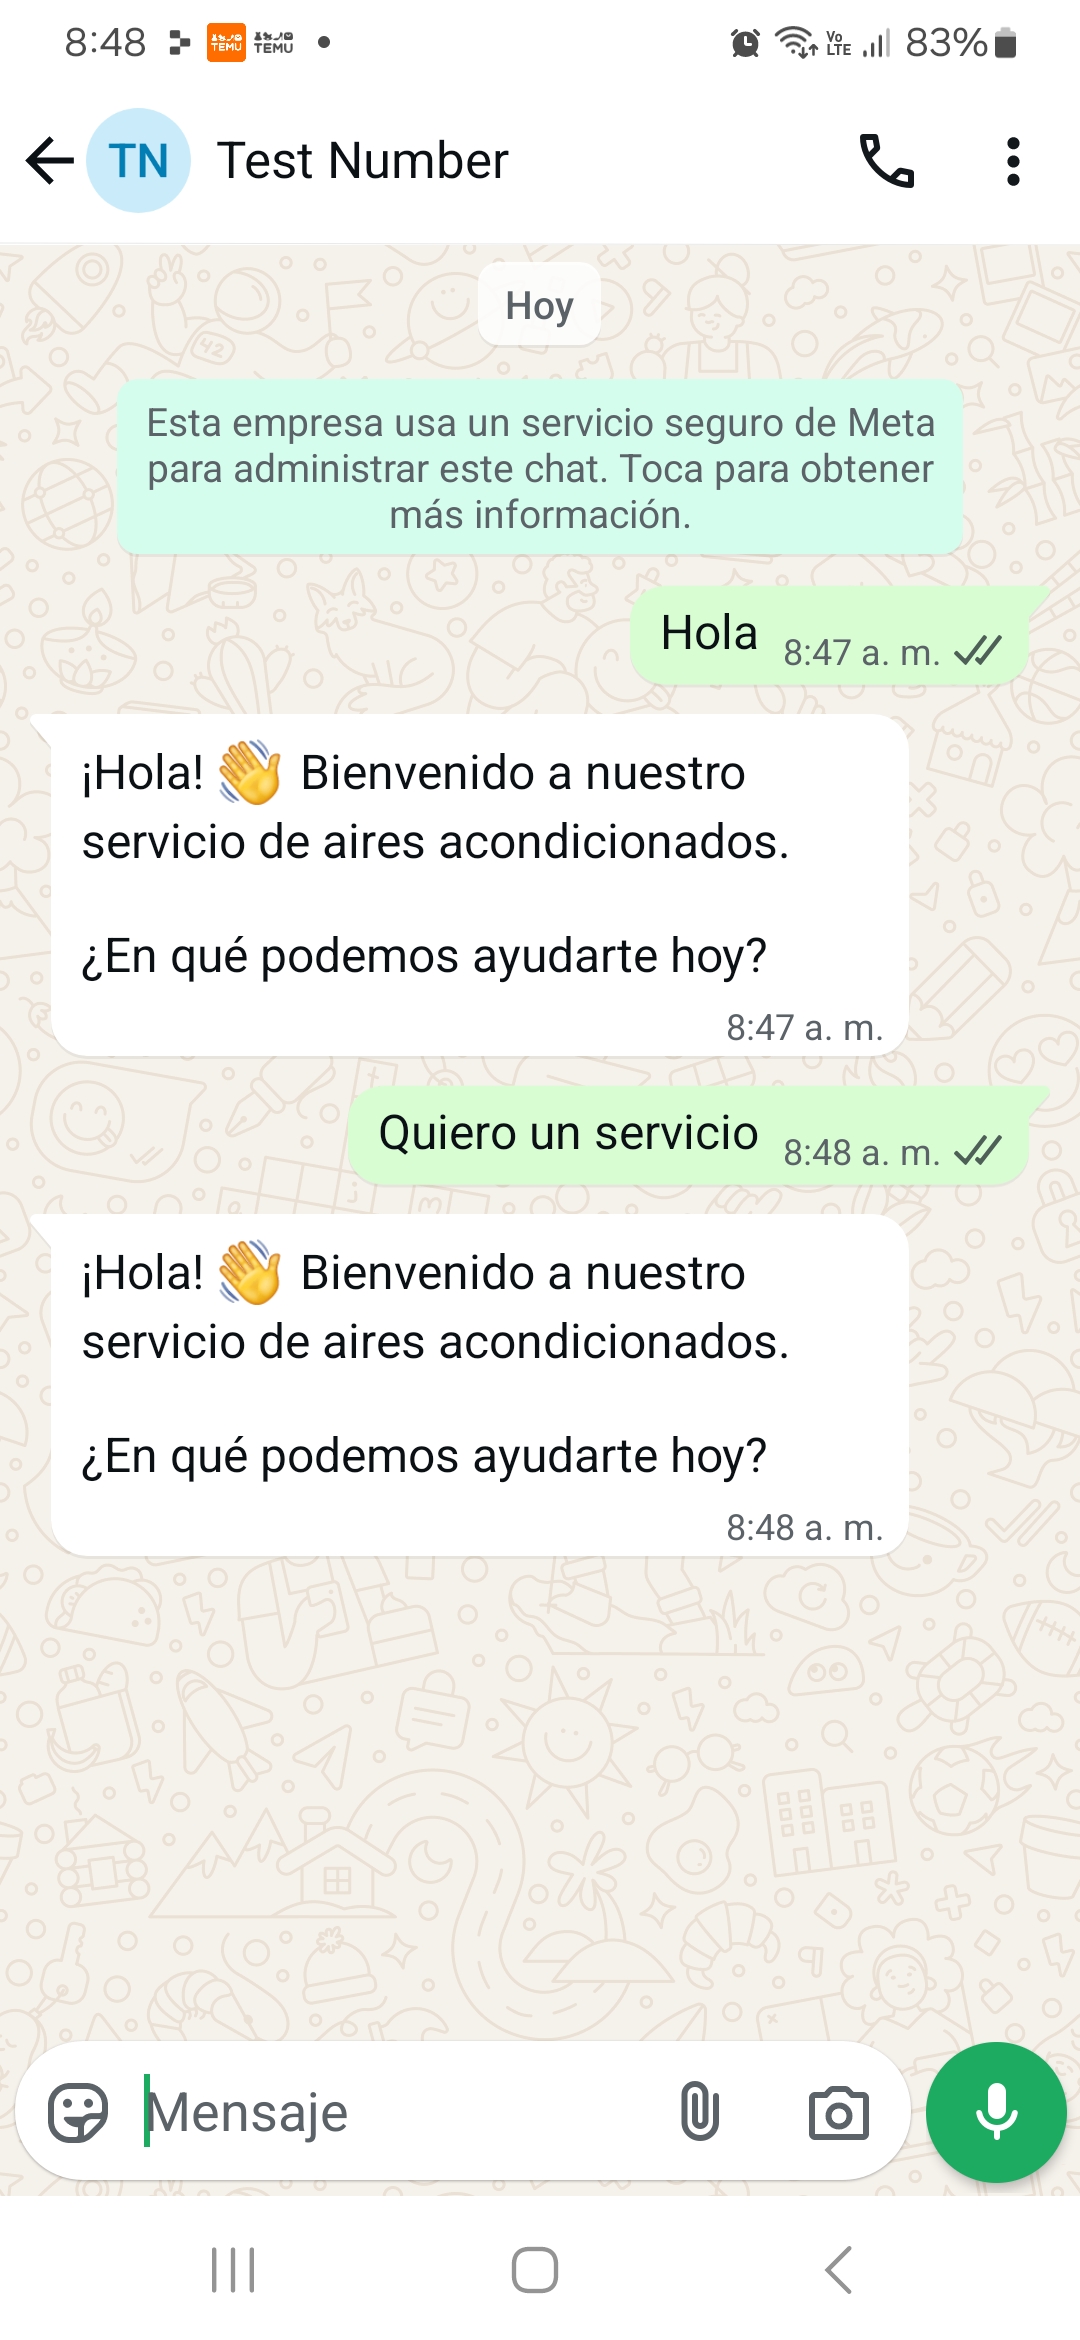 8:48 TEMU TEMU Vo LTE 83%
TN Test Number
Hoy
Esta empresa usa un servicio seguro de Meta
para administrar este chat. Toca para obtener
más información.
Hola 8:47 a. m.
¡Hola! 👋 Bienvenido a nuestro
servicio de aires acondicionados.
¿En qué podemos ayudarte hoy?
8:47 a. m.
Quiero un servicio 8:48 a. m.
¡Hola! 👋 Bienvenido a nuestro
servicio de aires acondicionados.
¿En qué podemos ayudarte hoy?
8:48 a. m.
Mensaje